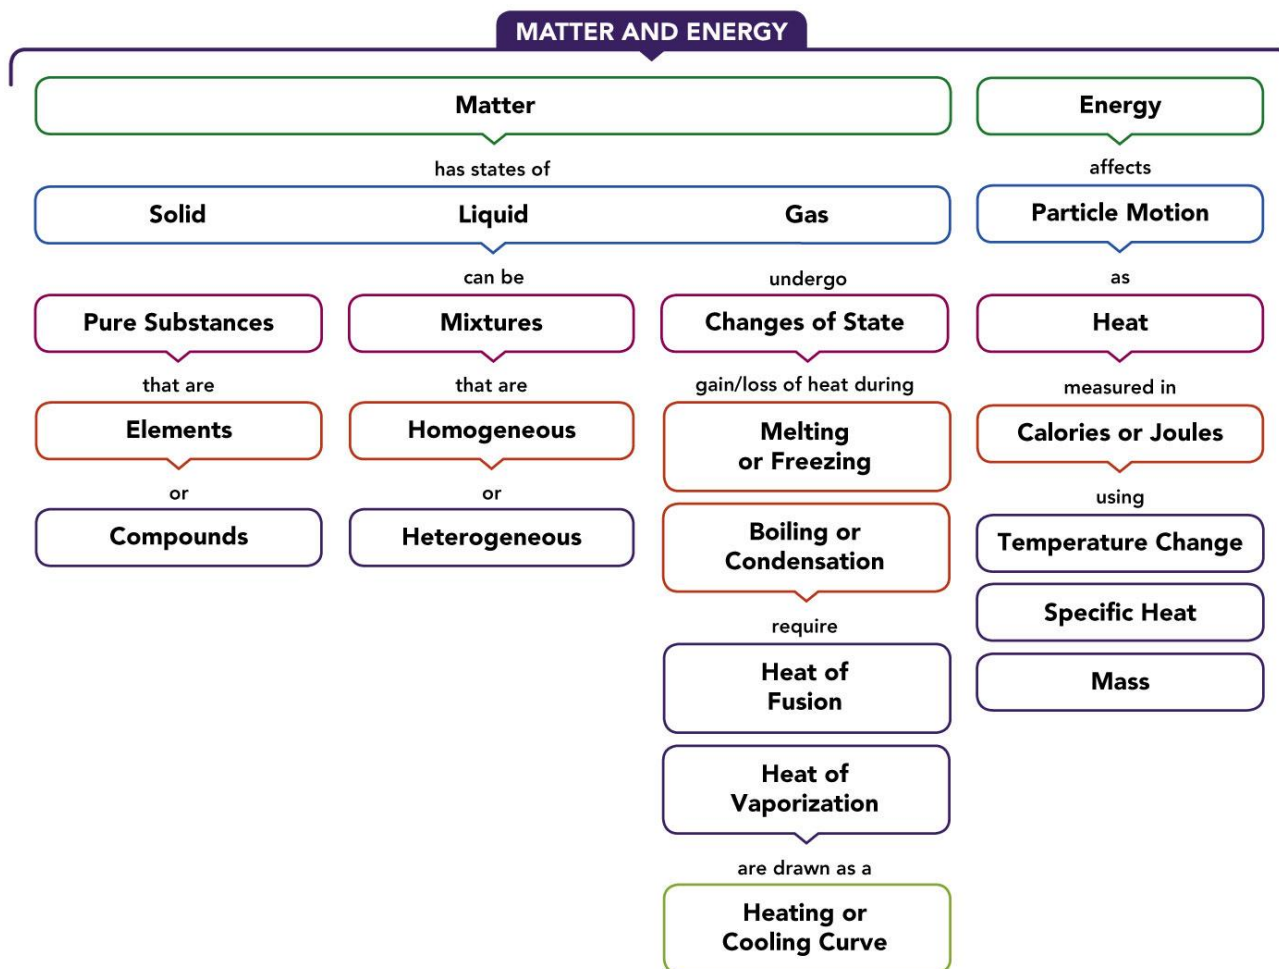 MATTER AND ENERGY
Matter
has states of
Solid
Liquid
Gas
can be
undergo
Pure Substances
Mixtures
Changes of State
that are
that are
gain/loss of heat during
Elements
Homogeneous
Melting
or Freezing
or
or
Compounds
Heterogeneous
Boiling or
Condensation
require
Heat of
Fusion
Heat of
Vaporization
are drawn as a
Heating or
Cooling Curve
Energy
affects
Particle Motion
as
Heat
measured in
Calories or Joules
using
Temperature Change
Specific Heat
Mass